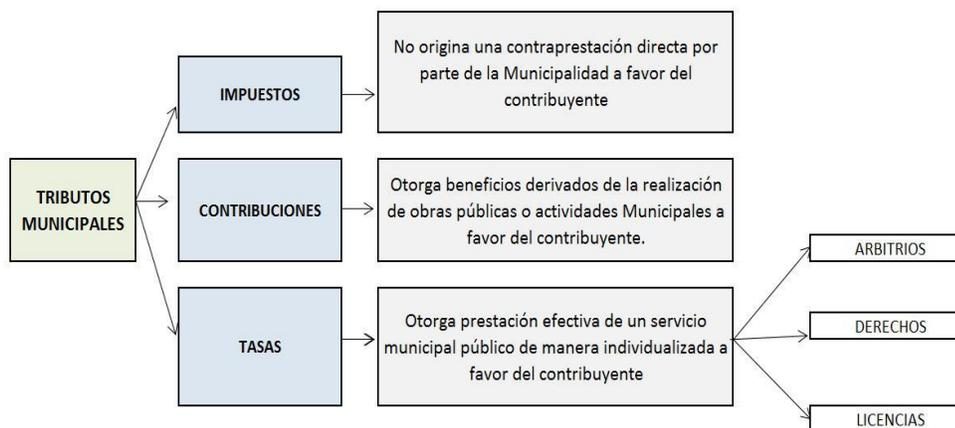 TRIBUTOS
MUNICIPALES
IMPUESTOS
No origina una contraprestación directa por
parte de la Municipalidad a favor del
contribuyente
CONTRIBUCIONES
Otorga beneficios derivados de la realización
de obras públicas o actividades Municipales a
favor del contribuyente.
TASAS
Otorga prestación efectiva de un servicio
municipal público de manera individualizada a
favor del contribuyente
ARBITRIOS
DERECHOS
LICENCIAS